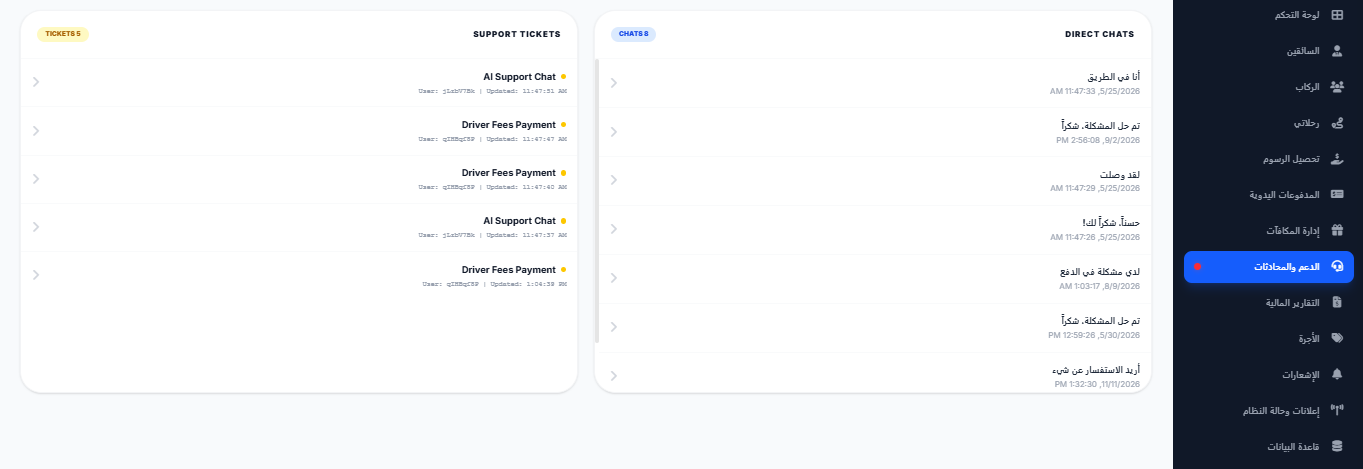 لوحة التحكم
السائقين
الركاب
رحلاتي
تحصيل الرسوم
المدفوعات اليدوية
إدارة المكافآت
الدعم والمحادثات
التقارير المالية
الأجرة
الإشعارات
إعلانات وحالة النظام
قاعدة البيانات
DIRECT CHATS
CHATS 8
أنا في الطريق
5/25/2026, 11:47:33 AM
تم حل المشكلة، شكراً
9/2/2026, 2:56:08 PM
لقد وصلت
5/25/2026, 11:47:29 AM
حسناً، شكراً لك!
5/25/2026, 11:47:26 AM
لدي مشكلة في الدفع
8/9/2026, 1:03:17 AM
تم حل المشكلة، شكراً
5/30/2026, 12:59:26 PM
أريد الاستفسار عن شيء
11/11/2026, 1:32:30 PM
SUPPORT TICKETS
TICKETS 5
AI Support Chat
User: jLsbV7Bk | Updated: 11:47:51 AM
Driver Fees Payment
User: qIHBqf8P | Updated: 11:47:47 AM
Driver Fees Payment
User: qIHBqf8P | Updated: 11:47:40 AM
AI Support Chat
User: jLsbV7Bk | Updated: 11:47:37 AM
Driver Fees Payment
User: qIHBqf8P | Updated: 1:04:38 PM